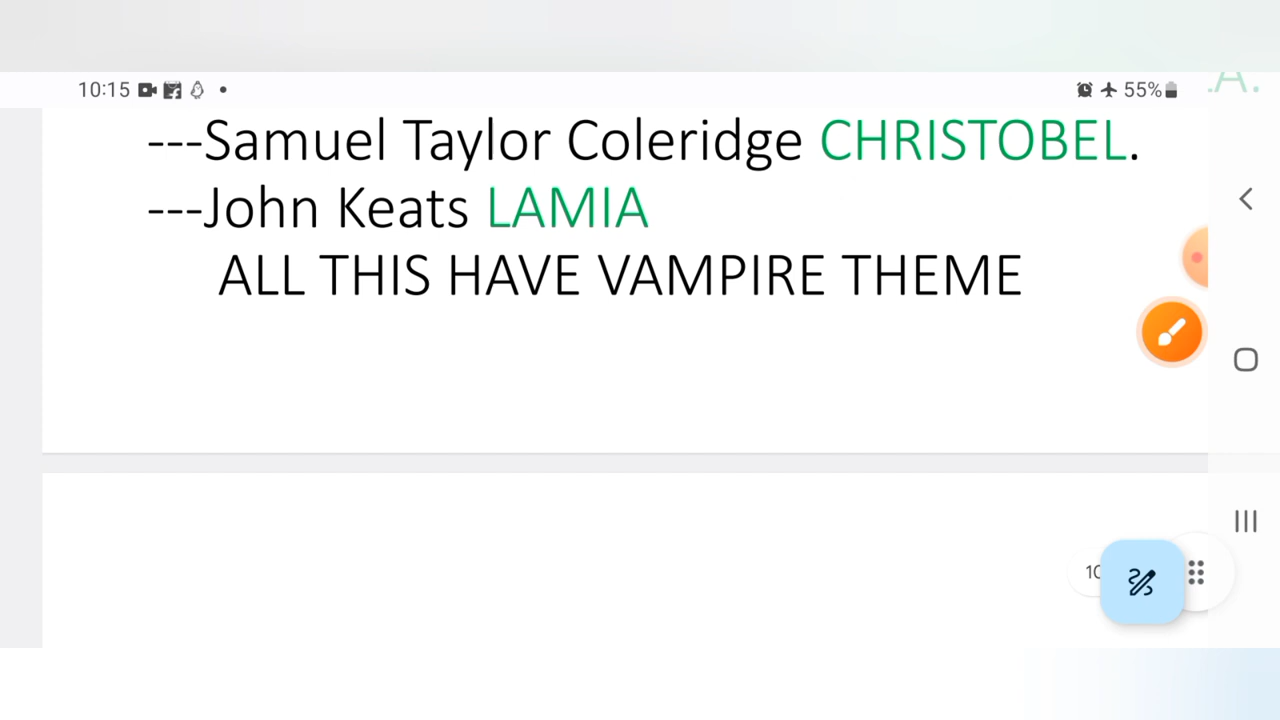 .A.
10:15 55%
---Samuel Taylor Coleridge CHRISTOBEL.
---John Keats LAMIA
ALL THIS HAVE VAMPIRE THEME
10